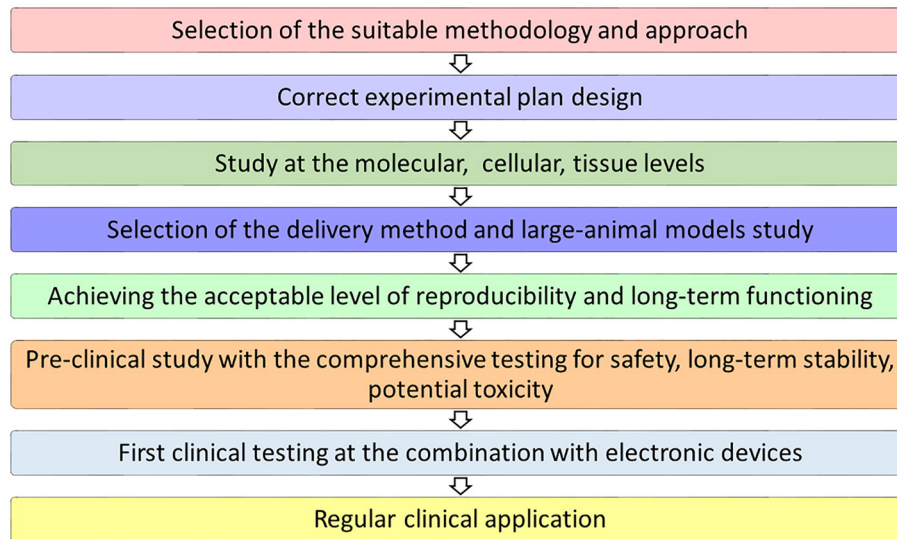 Selection of the suitable methodology and approach
Correct experimental plan design
Study at the molecular, cellular, tissue levels
Selection of the delivery method and large-animal models study
Achieving the acceptable level of reproducibility and long-term functioning
Pre-clinical study with the comprehensive testing for safety, long-term stability,
potential toxicity
First clinical testing at the combination with electronic devices
Regular clinical application